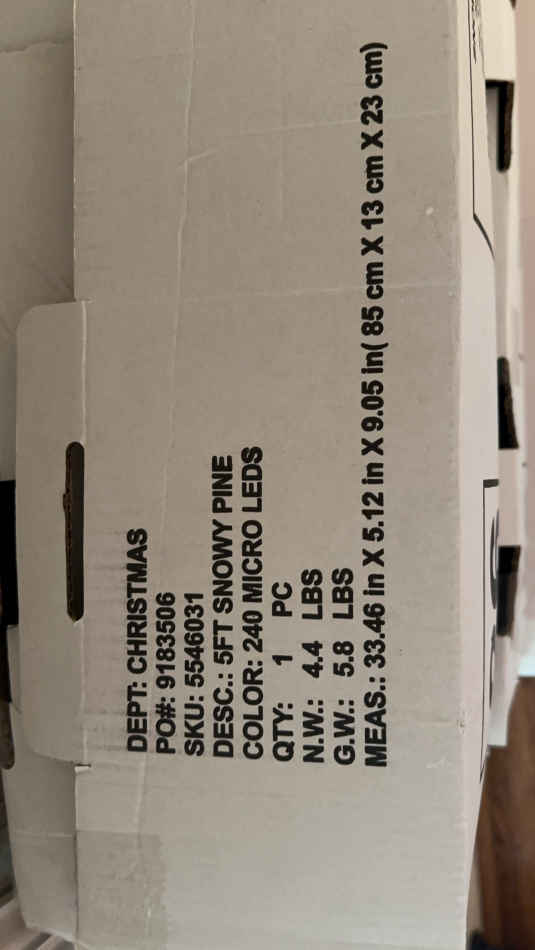 DEPT: CHRISTMAS
PO#: 9183506
SKU: 5546031
DESC.: 5FT SNOWY PINE
COLOR: 240 MICRO LEDS
QTY: 1 PC
N.W.: 4.4 LBS
G.W.: 5.8 LBS
MEAS.: 33.46 in X 5.12 in X 9.05 in( 85 cm X 13 cm X 23 cm)